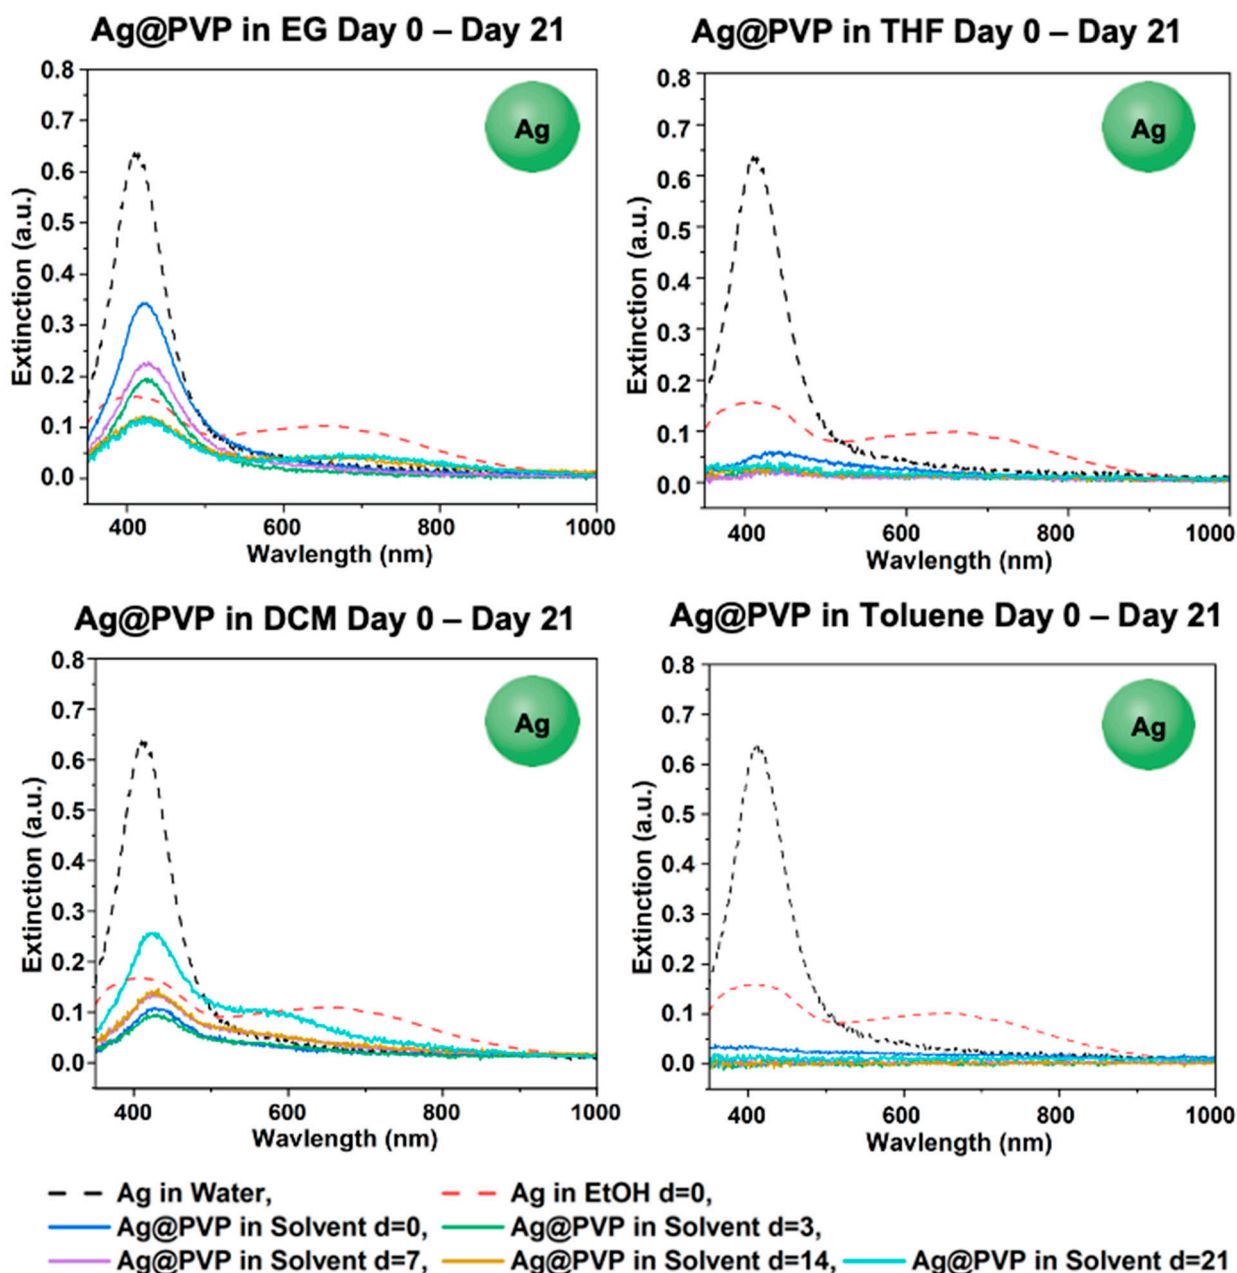 Ag@PVP in EG Day 0 – Day 21
Ag@PVP in THF Day 0 – Day 21
0.8
0.7
0.6
0.5
0.4
0.3
0.2
0.1
0.0
Extinction (a.u.)
Ag
400 600 800 1000
Wavlength (nm)
0.8
0.7
0.6
0.5
0.4
0.3
0.2
0.1
0.0
Extinction (a.u.)
Ag
400 600 800 1000
Wavlength (nm)
Ag@PVP in DCM Day 0 – Day 21
Ag@PVP in Toluene Day 0 – Day 21
0.8
0.7
0.6
0.5
0.4
0.3
0.2
0.1
0.0
Extinction (a.u.)
Ag
400 600 800 1000
Wavlength (nm)
0.8
0.7
0.6
0.5
0.4
0.3
0.2
0.1
0.0
Extinction (a.u.)
Ag
400 600 800 1000
Wavlength (nm)
Ag in Water, Ag in EtOH d=0,
Ag@PVP in Solvent d=0, Ag@PVP in Solvent d=3,
Ag@PVP in Solvent d=7, Ag@PVP in Solvent d=14, Ag@PVP in Solvent d=21